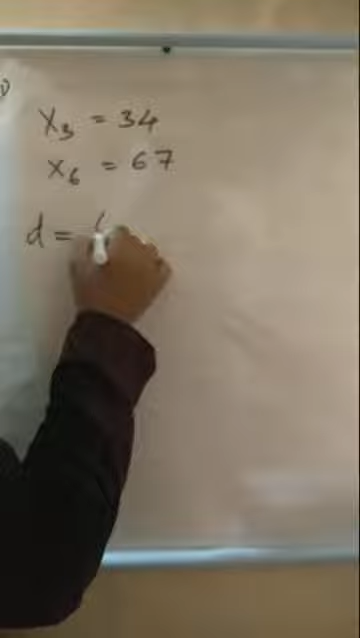 X₃ = 34
X₆ = 67
d =